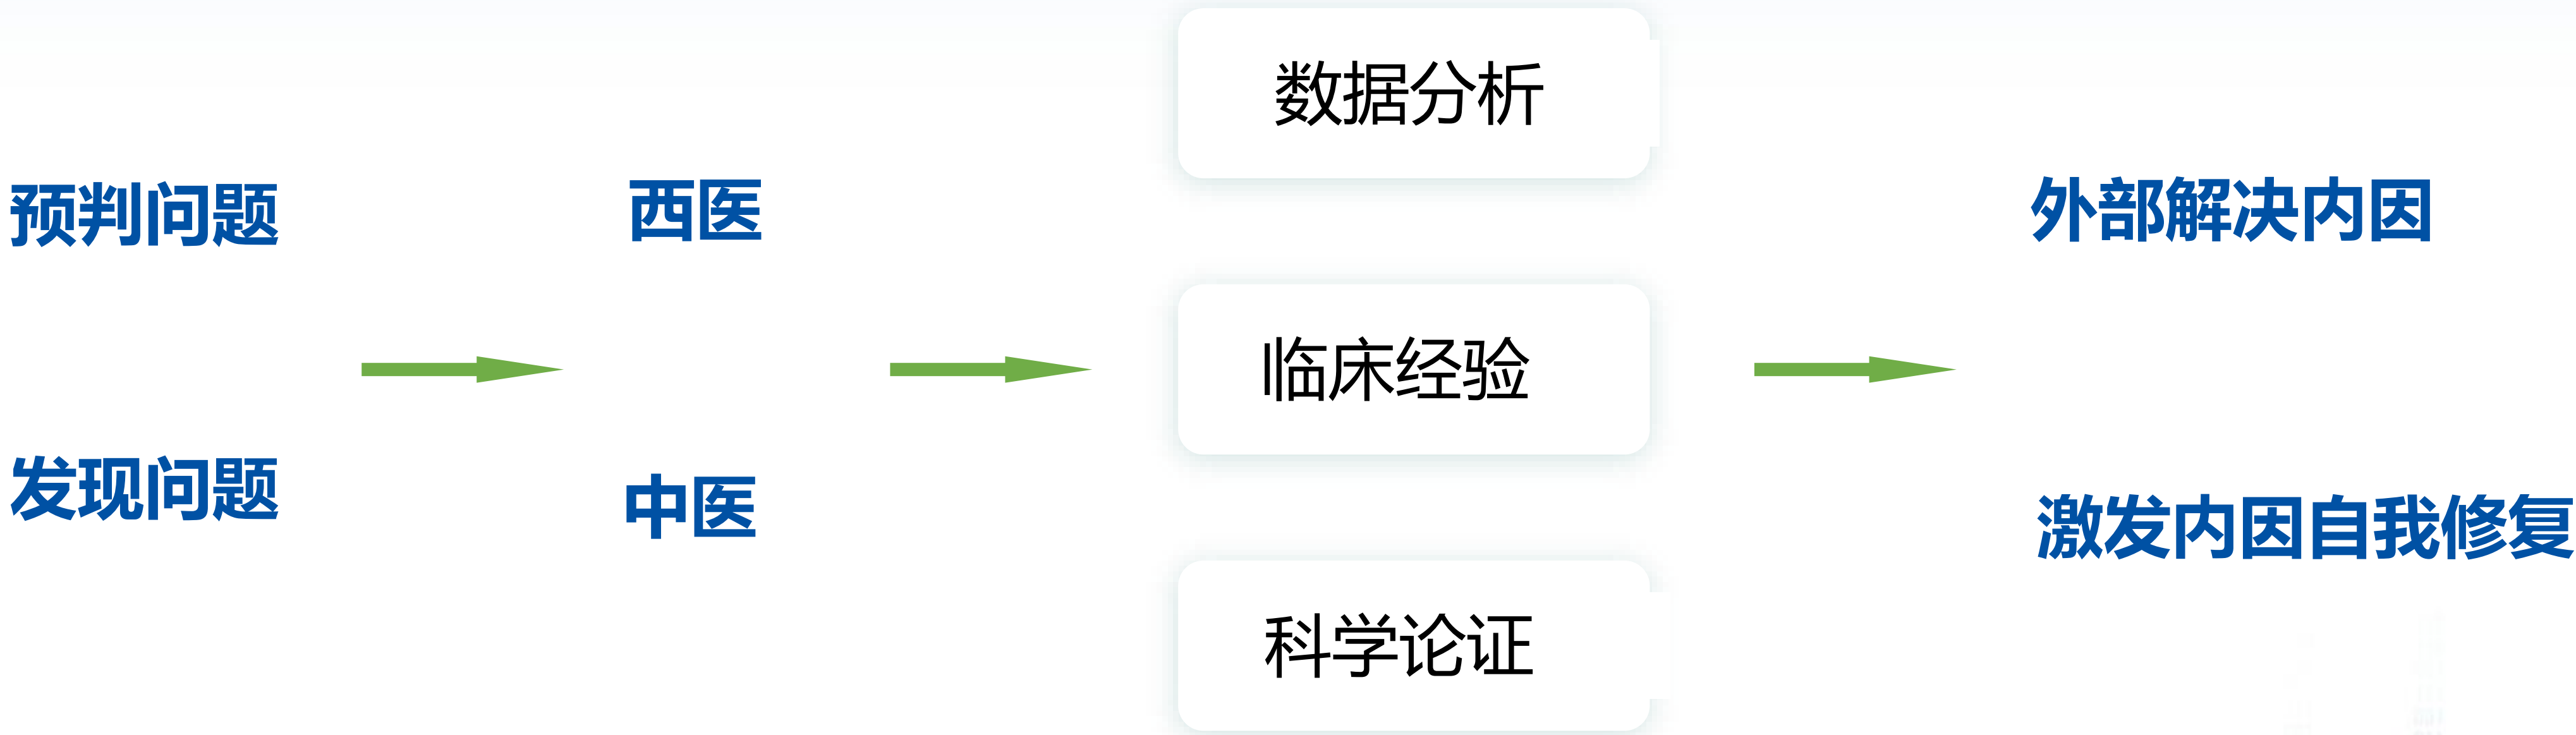 预判问题
发现问题
西医
中医
数据分析
临床经验
科学论证
外部解决内因
激发内因自我修复